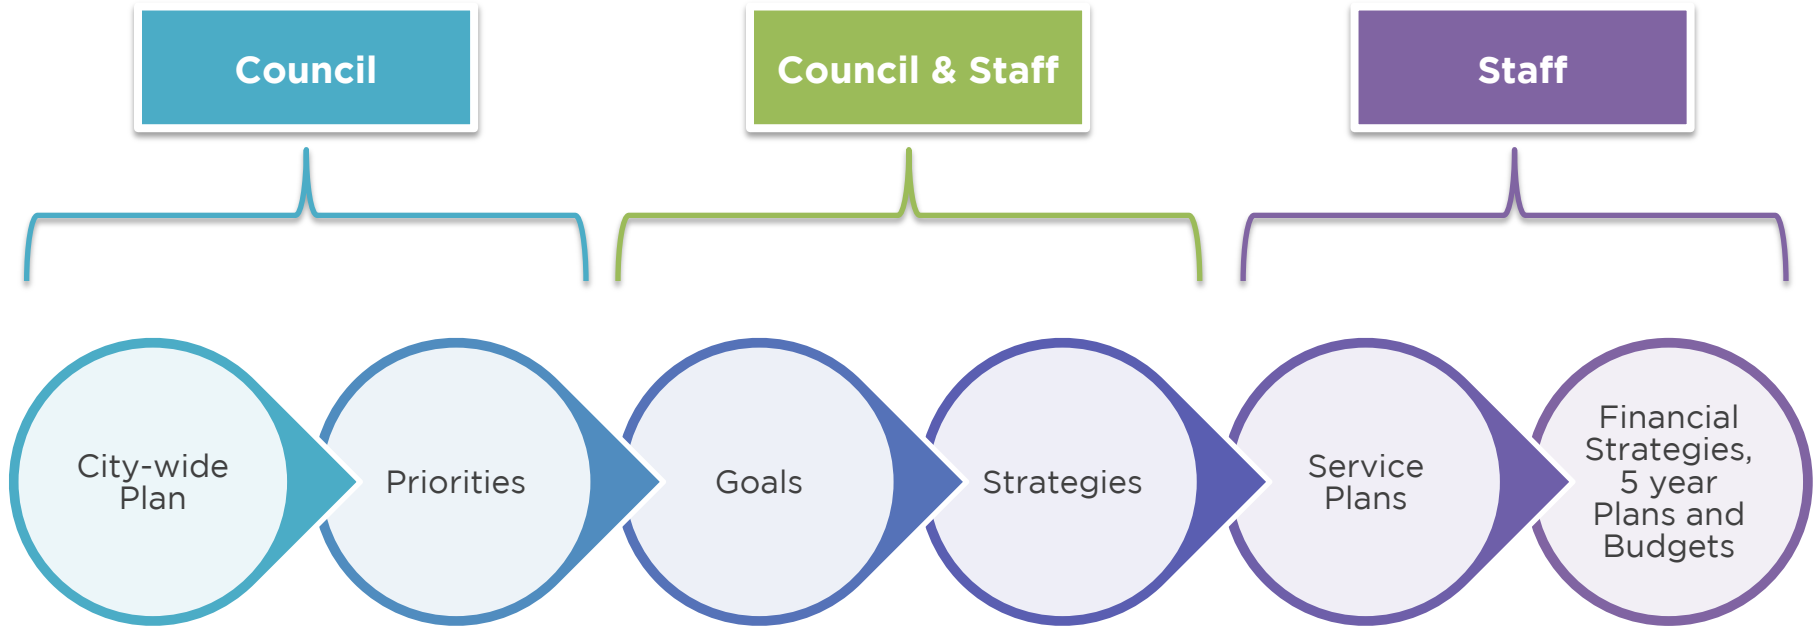 Council
Council & Staff
Staff
City-wide
Plan
Priorities
Goals
Strategies
Service
Plans
Financial
Strategies,
5 year
Plans and
Budgets